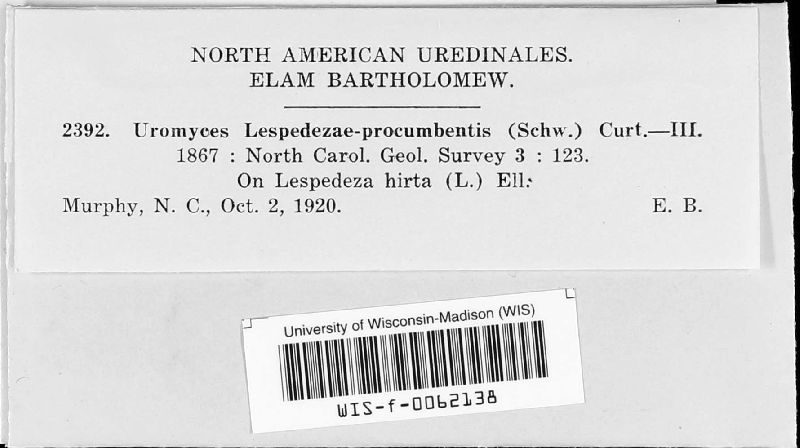 NORTH AMERICAN UREDINALES.
ELAM BARTHOLOMEW.
2392. Uromyces Lespedezae-procumbentis (Schw.) Curt.—III.
1867 : North Carol. Geol. Survey 3 : 123.
On Lespedeza hirta (L.) Ell.
Murphy, N. C., Oct. 2, 1920. E. B.
University of Wisconsin-Madison (WIS)
WIS-f-0062138